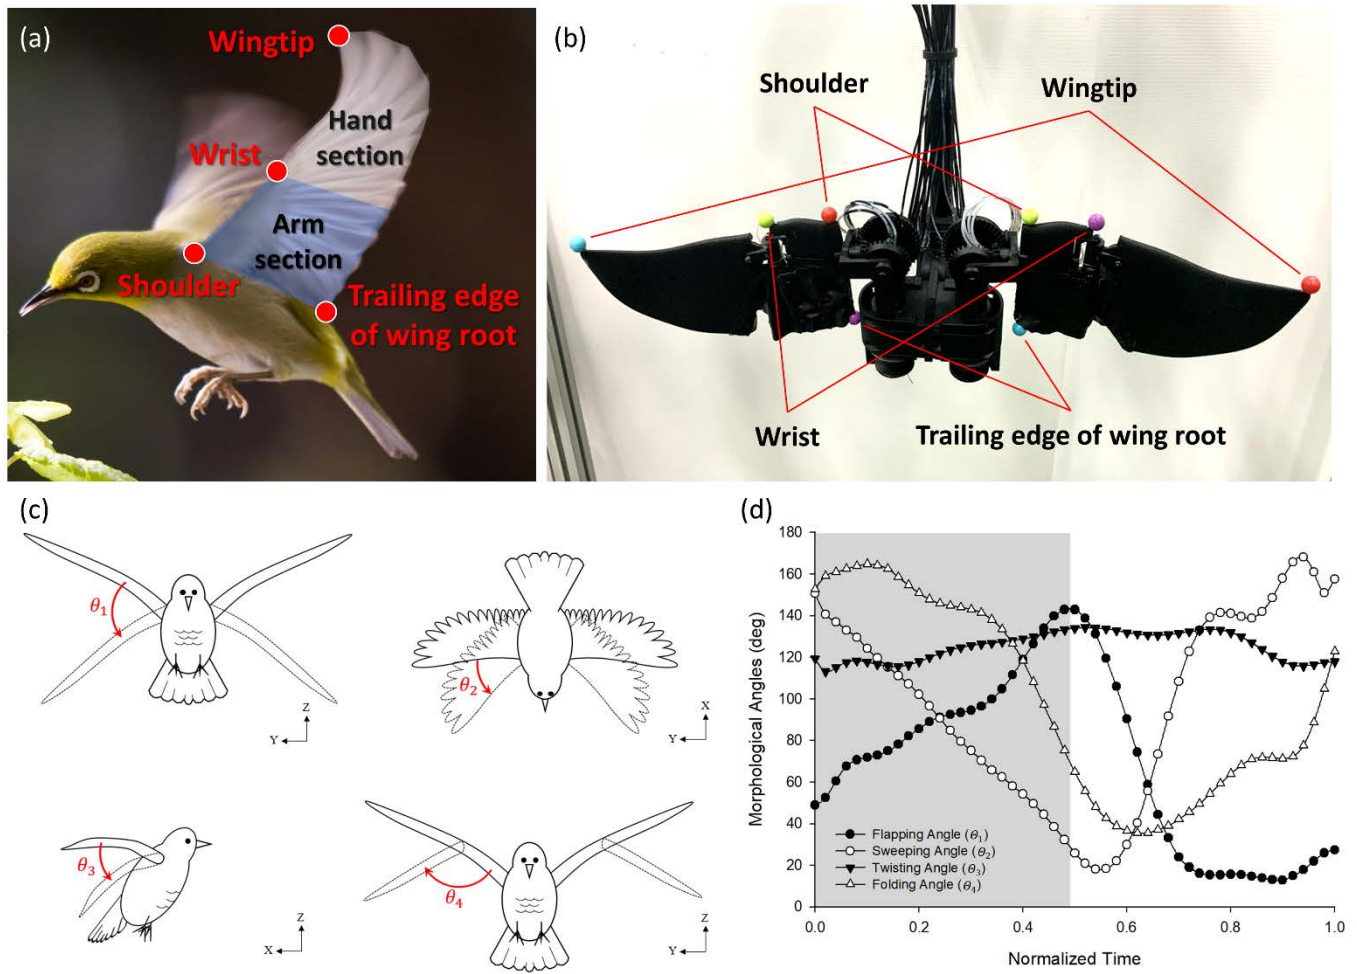 (a)
Wingtip
Hand
section
Wrist
Arm
section
Shoulder
Trailing edge
of wing root
(b)
Shoulder
Wingtip
Wrist
Trailing edge of wing root
(c)
θ1
Z
Y
θ2
X
Y
θ3
Z
X
θ4
Z
Y
(d)
Morphological Angles (deg)
180
160
140
120
100
80
60
40
20
0
Flapping Angle (θ1)
Sweeping Angle (θ2)
Twisting Angle (θ3)
Folding Angle (θ4)
0.0
0.2
0.4
0.6
0.8
1.0
Normalized Time